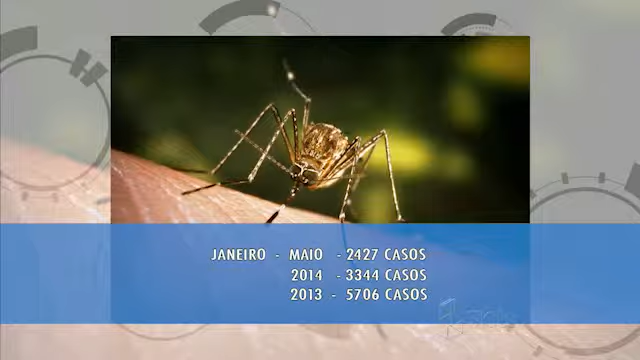 JANEIRO - MAIO - 2427 CASOS
2014 - 3344 CASOS
2013 - 5706 CASOS